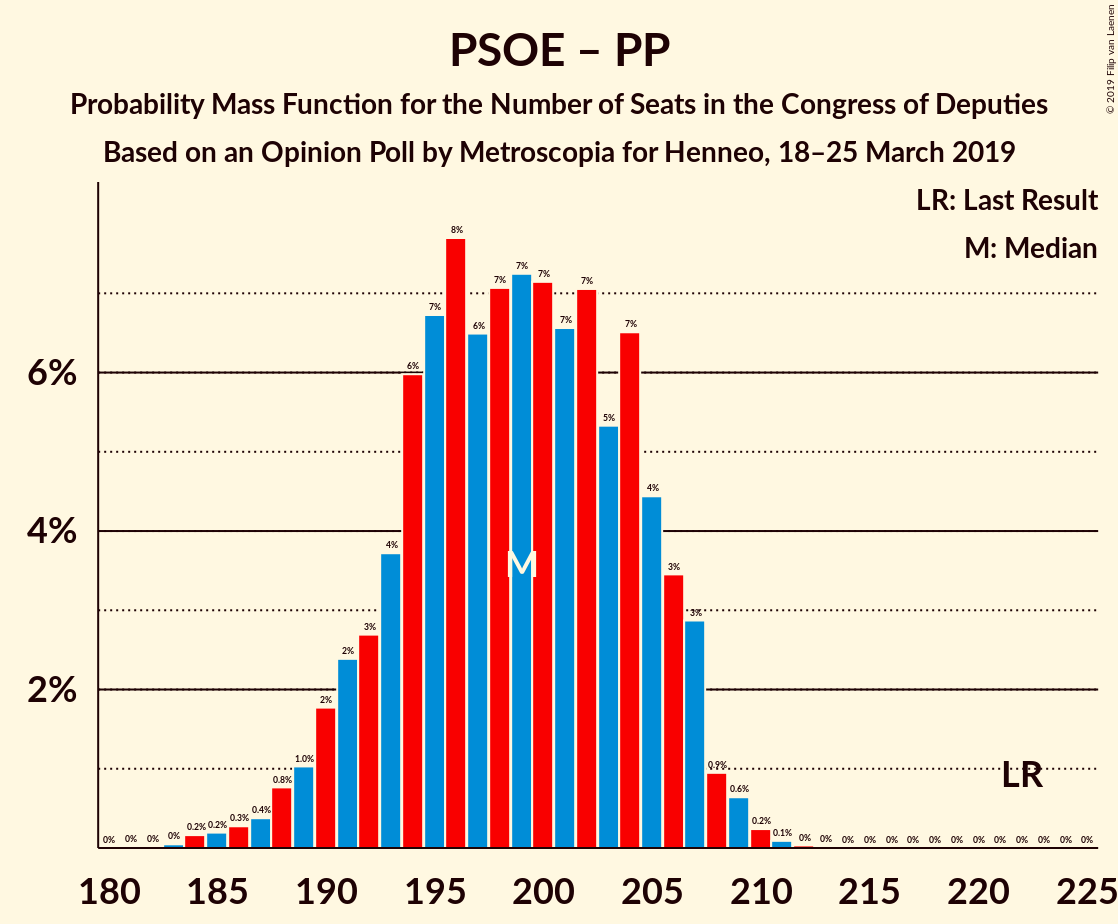 PSOE – PP
Probability Mass Function for the Number of Seats in the Congress of Deputies
Based on an Opinion Poll by Metroscopia for Henneo, 18–25 March 2019
© 2019 Filip van Laenen
LR: Last Result
M: Median
6%
4%
2%
0% 0% 0% 0% 0.2% 0.2% 0.3% 0.4% 0.8% 1.0% 2% 2% 3% 4% 6% 7% 8% 6% 7% 7% 7% 7% 7% 5% 7% 4% 3% 3% 0.9% 0.6% 0.2% 0.1% 0% 0% 0% 0% 0% 0% 0% 0% 0% 0% 0% 0% 0% 0%
M
LR
180 185 190 195 200 205 210 215 220 225